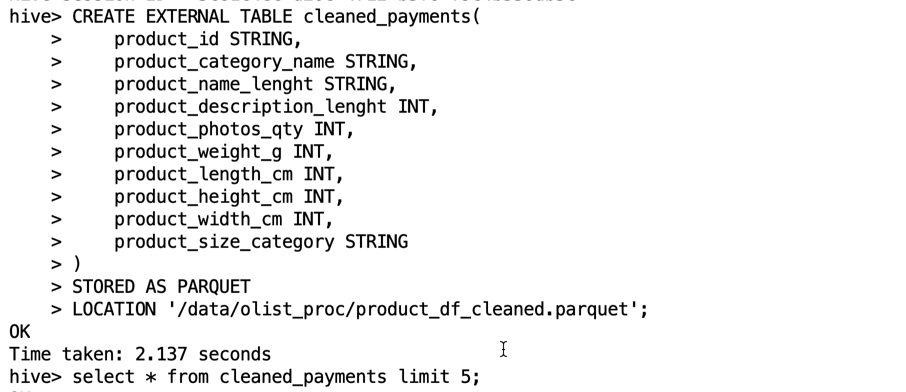 hive> CREATE EXTERNAL TABLE cleaned_payments(
    >     product_id STRING,
    >     product_category_name STRING,
    >     product_name_lenght STRING,
    >     product_description_lenght INT,
    >     product_photos_qty INT,
    >     product_weight_g INT,
    >     product_length_cm INT,
    >     product_height_cm INT,
    >     product_width_cm INT,
    >     product_size_category STRING
    > )
    > STORED AS PARQUET
    > LOCATION '/data/olist_proc/product_df_cleaned.parquet';
OK
Time taken: 2.137 seconds
hive> select * from cleaned_payments limit 5;